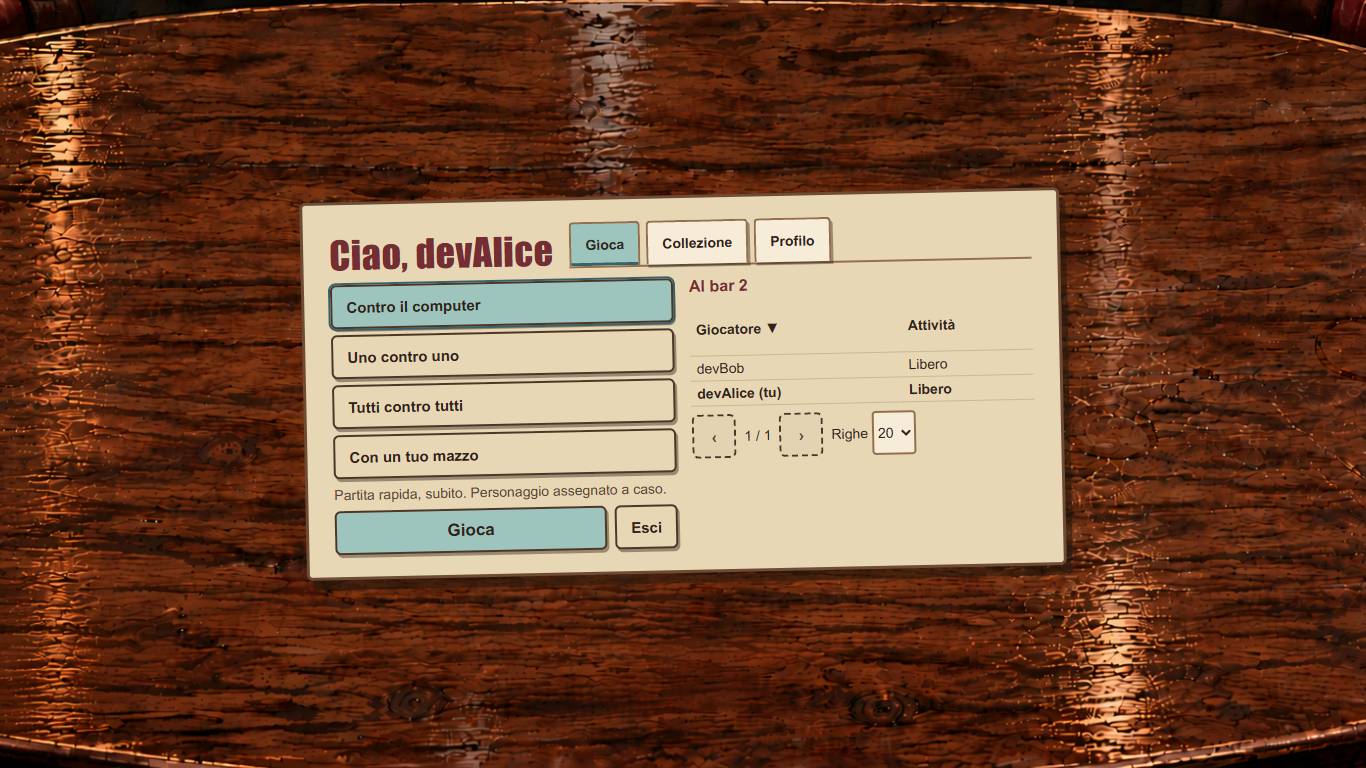 Ciao, devAlice
Gioca
Collezione
Profilo
Contro il computer
Uno contro uno
Tutti contro tutti
Con un tuo mazzo
Partita rapida, subito. Personaggio assegnato a caso.
Gioca
Esci
Al bar 2
Giocatore ▼ Attività
devBob Libero
devAlice (tu) Libero
‹ 1 / 1 › Righe 20